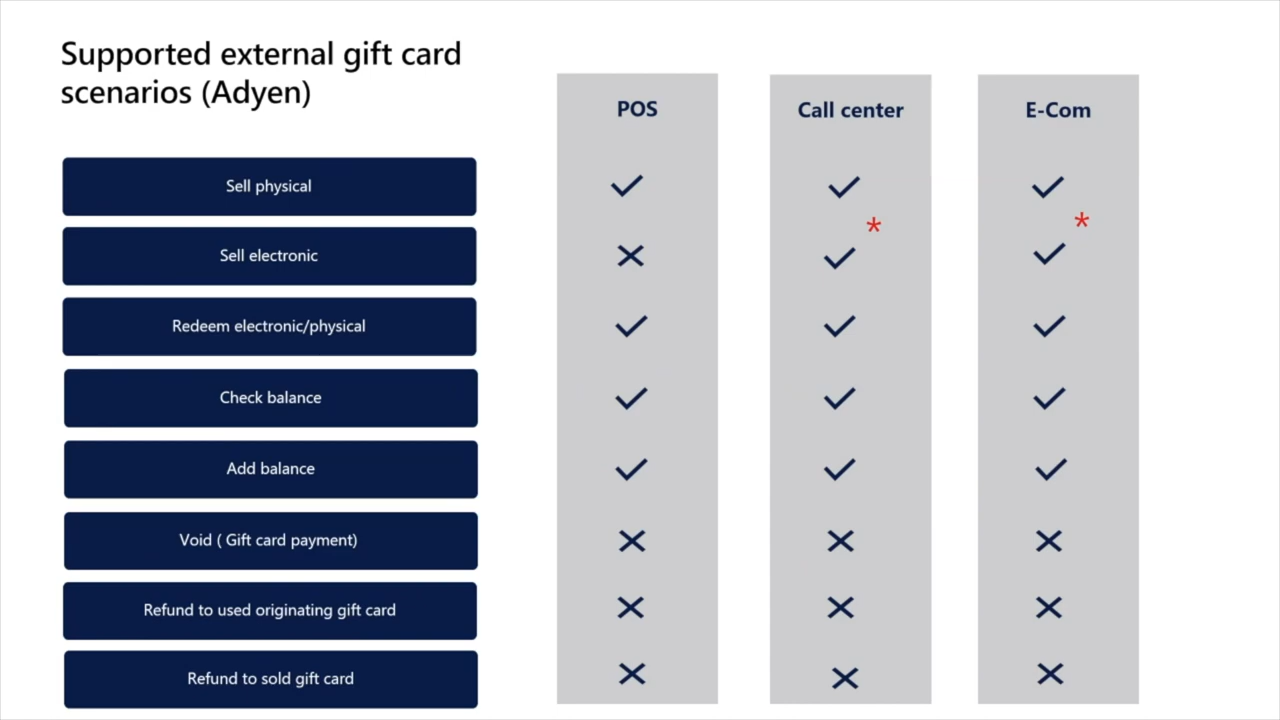 Supported external gift card
scenarios (Adyen)
POS
Call center
E-Com
Sell physical
*
*
Sell electronic
Redeem electronic/physical
Check balance
Add balance
Void ( Gift card payment)
Refund to used originating gift card
Refund to sold gift card